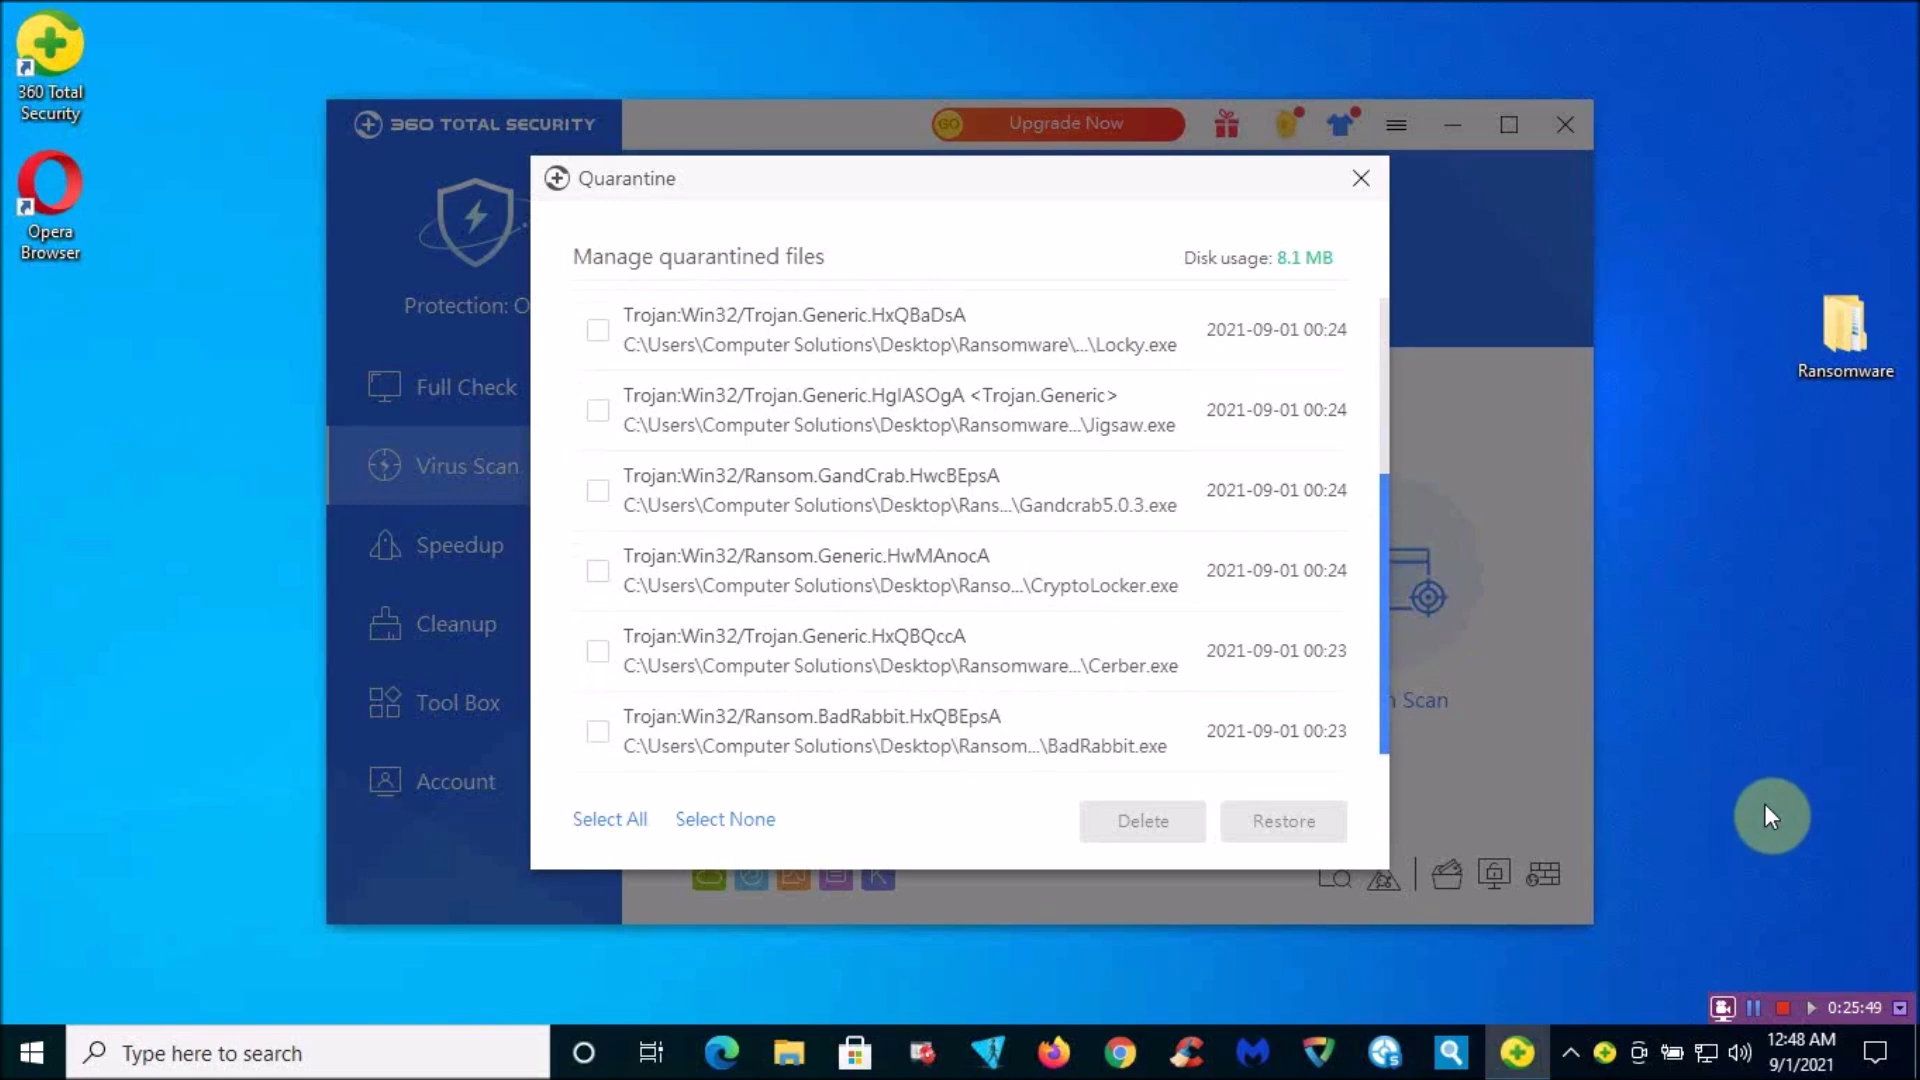 360 Total
Security
Opera
Browser
360 TOTAL SECURITY
GO
Upgrade Now
Quarantine
Manage quarantined files
Disk usage: 8.1 MB
Protection: O
Full Check
Virus Scan
Speedup
Cleanup
Tool Box
Account
Trojan:Win32/Trojan.Generic.HxQBaDsA
C:\Users\Computer Solutions\Desktop\Ransomware\...\Locky.exe
2021-09-01 00:24
Trojan:Win32/Trojan.Generic.HgIASOgA <Trojan.Generic>
C:\Users\Computer Solutions\Desktop\Ransomware...\Jigsaw.exe
2021-09-01 00:24
Trojan:Win32/Ransom.GandCrab.HwcBEpsA
C:\Users\Computer Solutions\Desktop\Rans...\Gandcrab5.0.3.exe
2021-09-01 00:24
Trojan:Win32/Ransom.Generic.HwMAnocA
C:\Users\Computer Solutions\Desktop\Ranso...\CryptoLocker.exe
2021-09-01 00:24
Trojan:Win32/Trojan.Generic.HxQBQccA
C:\Users\Computer Solutions\Desktop\Ransomware...\Cerber.exe
2021-09-01 00:23
Trojan:Win32/Ransom.BadRabbit.HxQBEpsA
C:\Users\Computer Solutions\Desktop\Ransom...\BadRabbit.exe
2021-09-01 00:23
Select All
Select None
Delete
Restore
Scan
Ransomware
0:25:49
Type here to search
12:48 AM
9/1/2021